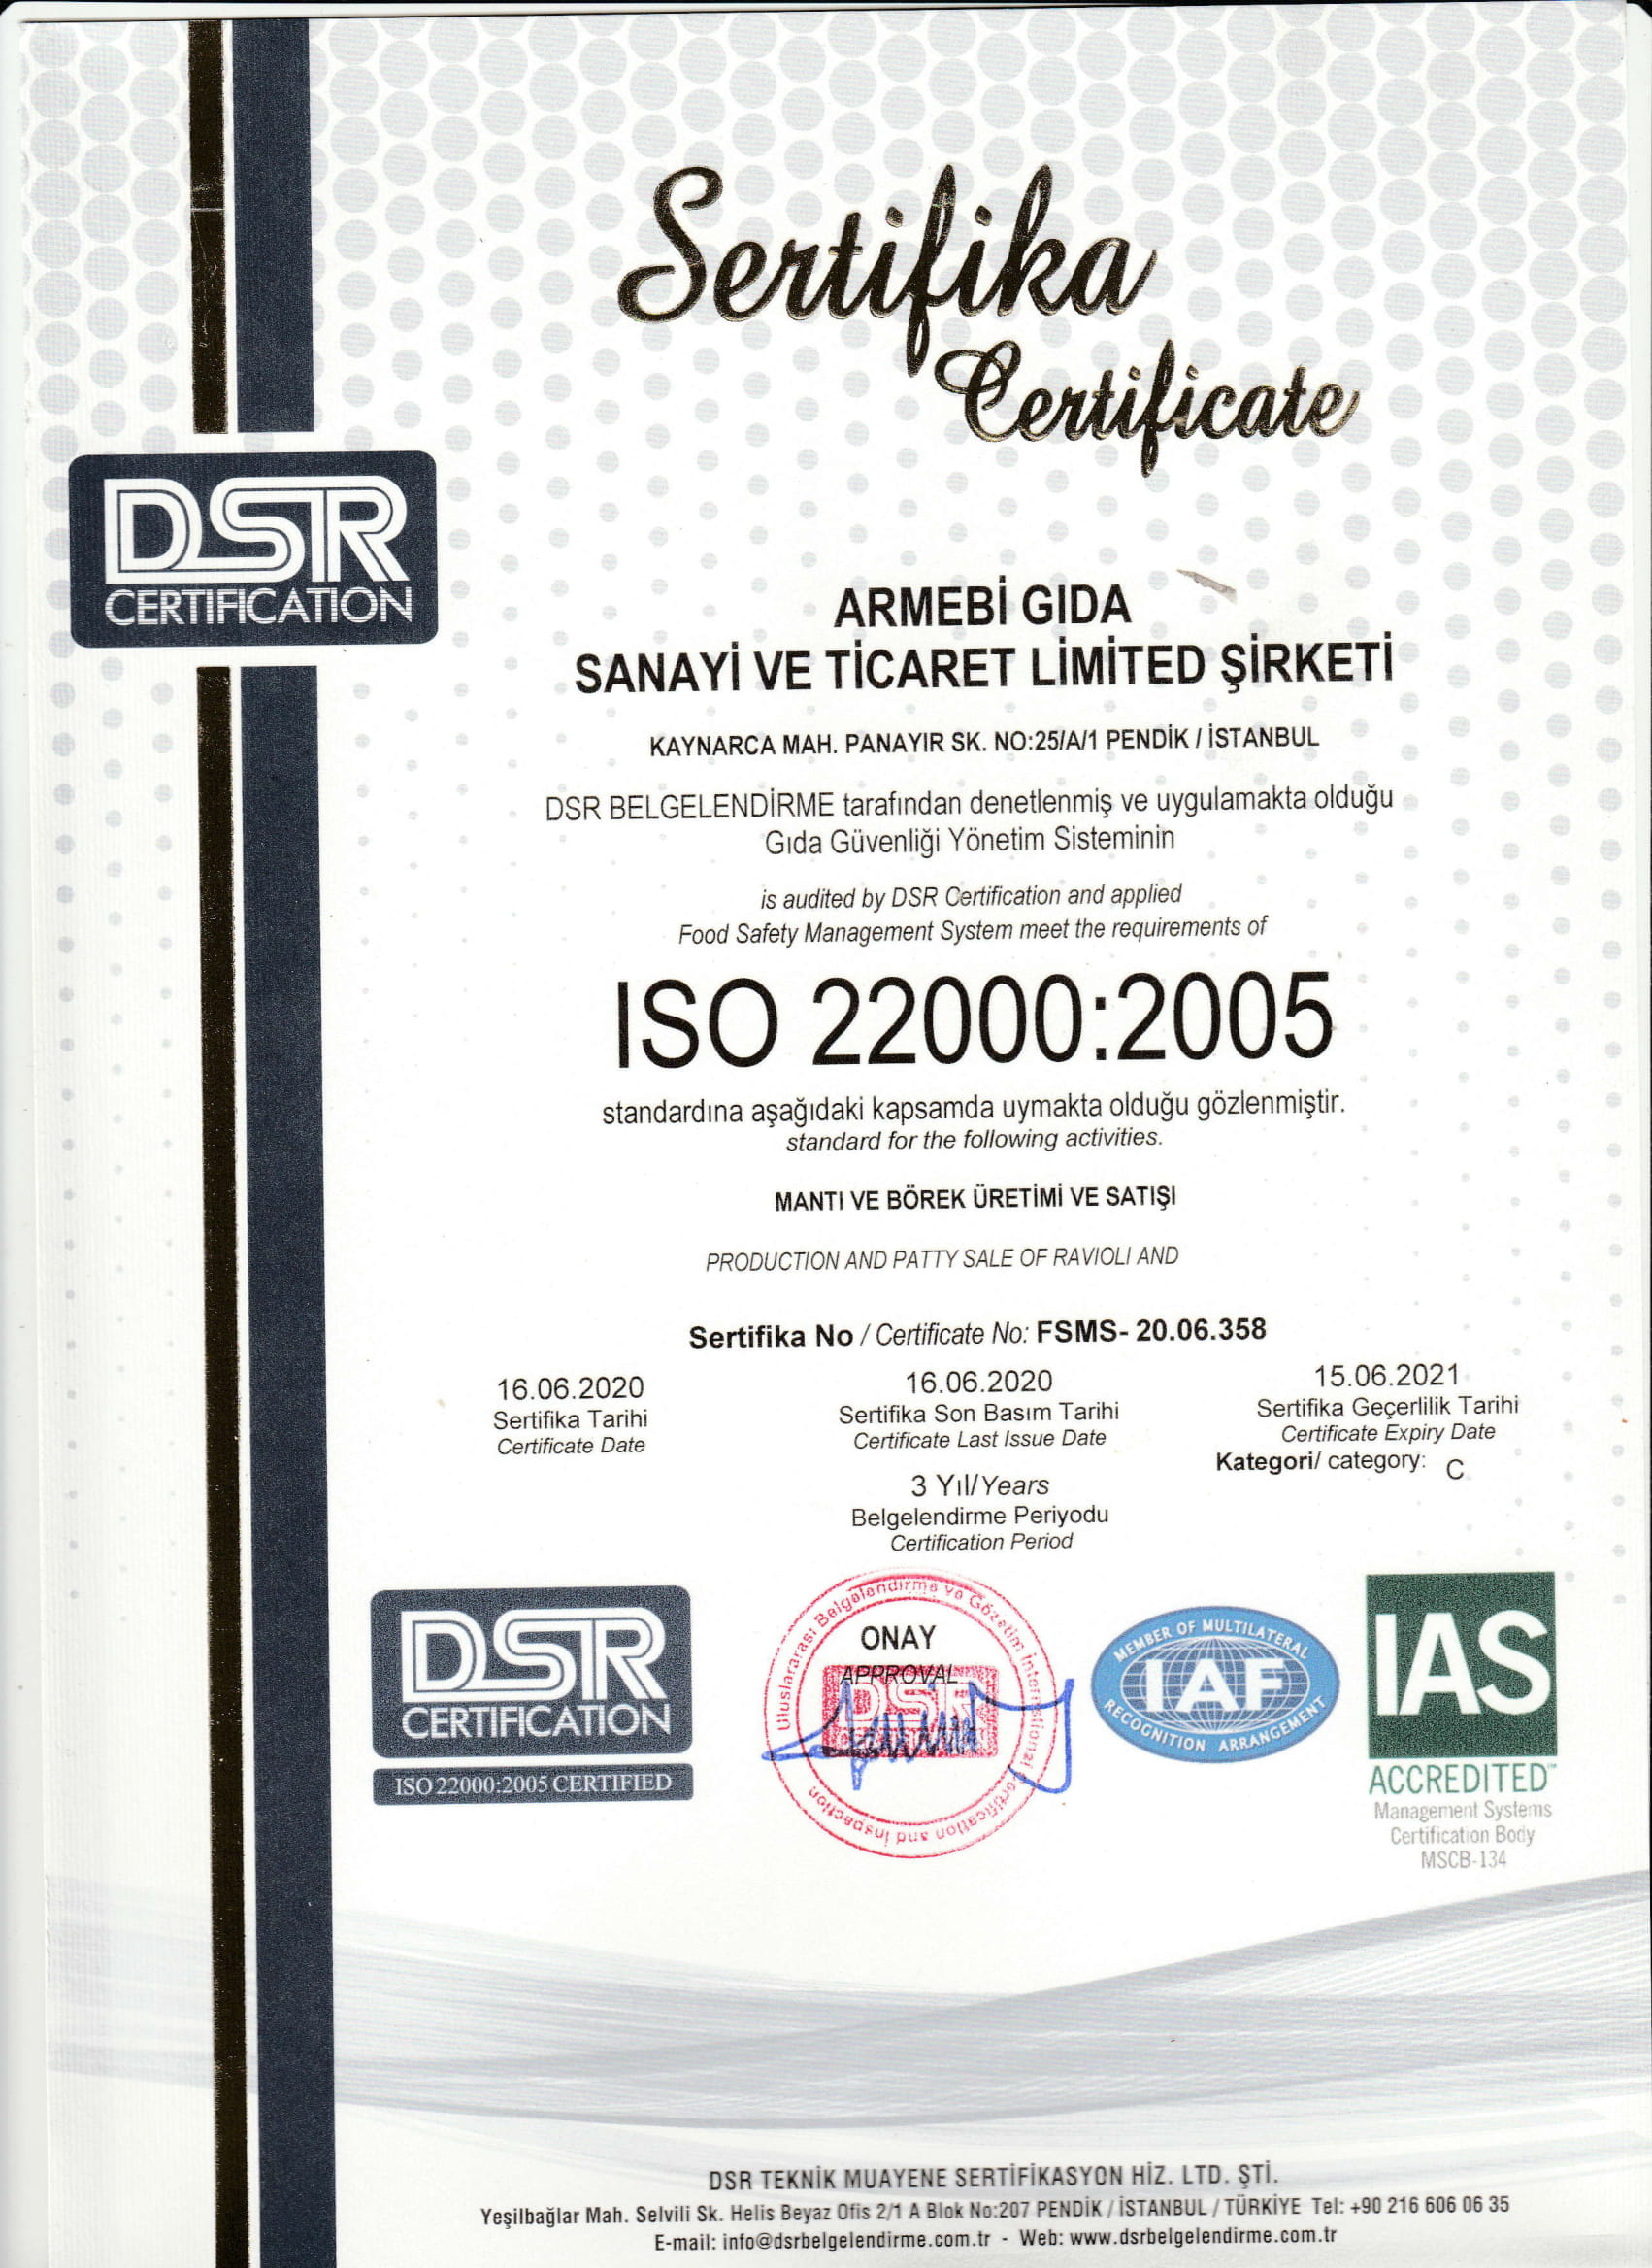 Sertifika
Certificate
DSR
CERTIFICATION
ARMEBİ GIDA
SANAYİ VE TİCARET LİMİTED ŞİRKETİ
KAYNARCA MAH. PANAYIR SK. NO:25/A/1 PENDİK / İSTANBUL
DSR BELGELENDİRME tarafından denetlenmiş ve uygulamakta olduğu
Gıda Güvenliği Yönetim Sisteminin
is audited by DSR Certification and applied
Food Safety Management System meet the requirements of
ISO 22000:2005
standardına aşağıdaki kapsamda uymakta olduğu gözlenmiştir.
standard for the following activities.
MANTI VE BÖREK ÜRETİMİ VE SATIŞI
PRODUCTION AND PATTY SALE OF RAVIOLI AND
Sertifika No / Certificate No: FSMS- 20.06.358
16.06.2020
Sertifika Tarihi
Certificate Date
16.06.2020
Sertifika Son Basım Tarihi
Certificate Last Issue Date
15.06.2021
Sertifika Geçerlilik Tarihi
Certificate Expiry Date
Kategori/ category: C
3 Yıl/Years
Belgelendirme Periyodu
Certification Period
DSR
CERTIFICATION
ISO 22000:2005 CERTIFIED
Uluslararası Belgelendirme ve Gözetim International Certification and Inspection
ONAY
APPROVAL
DSR
MEMBER OF MULTILATERAL
IAF
RECOGNITION ARRANGEMENT
IAS
ACCREDITED™
Management Systems
Certification Body
MSCB-134
DSR TEKNİK MUAYENE SERTİFİKASYON HİZ. LTD. ŞTİ.
Yeşilbağlar Mah. Selvili Sk. Helis Beyaz Ofis 2/1 A Blok No:207 PENDİK / İSTANBUL / TÜRKİYE Tel: +90 216 606 06 35
E-mail: info@dsrbelgelendirme.com.tr - Web: www.dsrbelgelendirme.com.tr